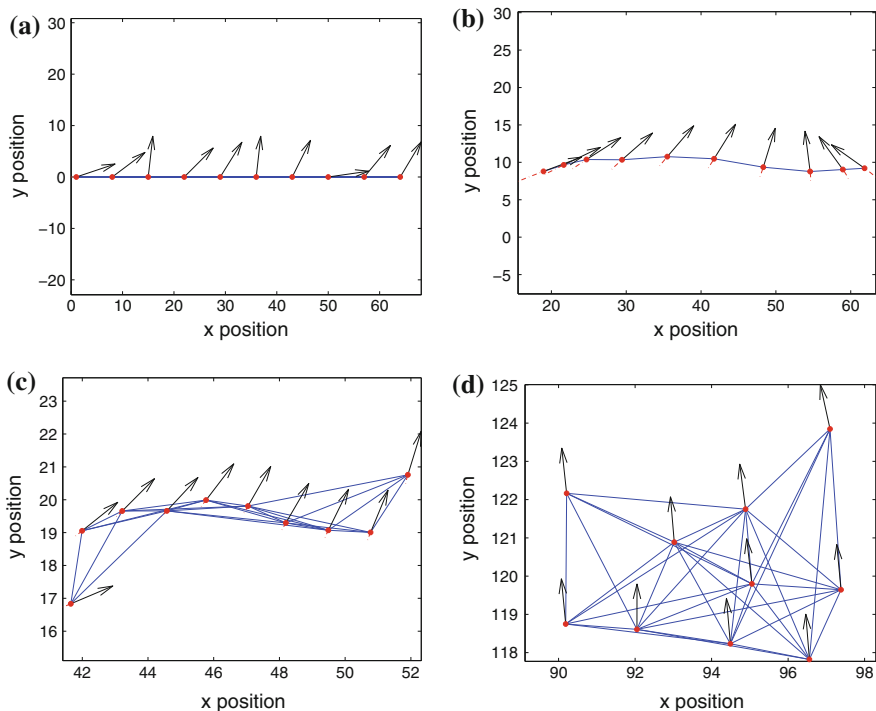 (a)
30
20
10
0
−10
−20
0 10 20 30 40 50 60
y position
x position
(b)
30
25
20
15
10
5
0
−5
20 30 40 50 60
y position
x position
(c)
23
22
21
20
19
18
17
16
42 44 46 48 50 52
y position
x position
(d)
125
124
123
122
121
120
119
118
90 92 94 96 98
y position
x position